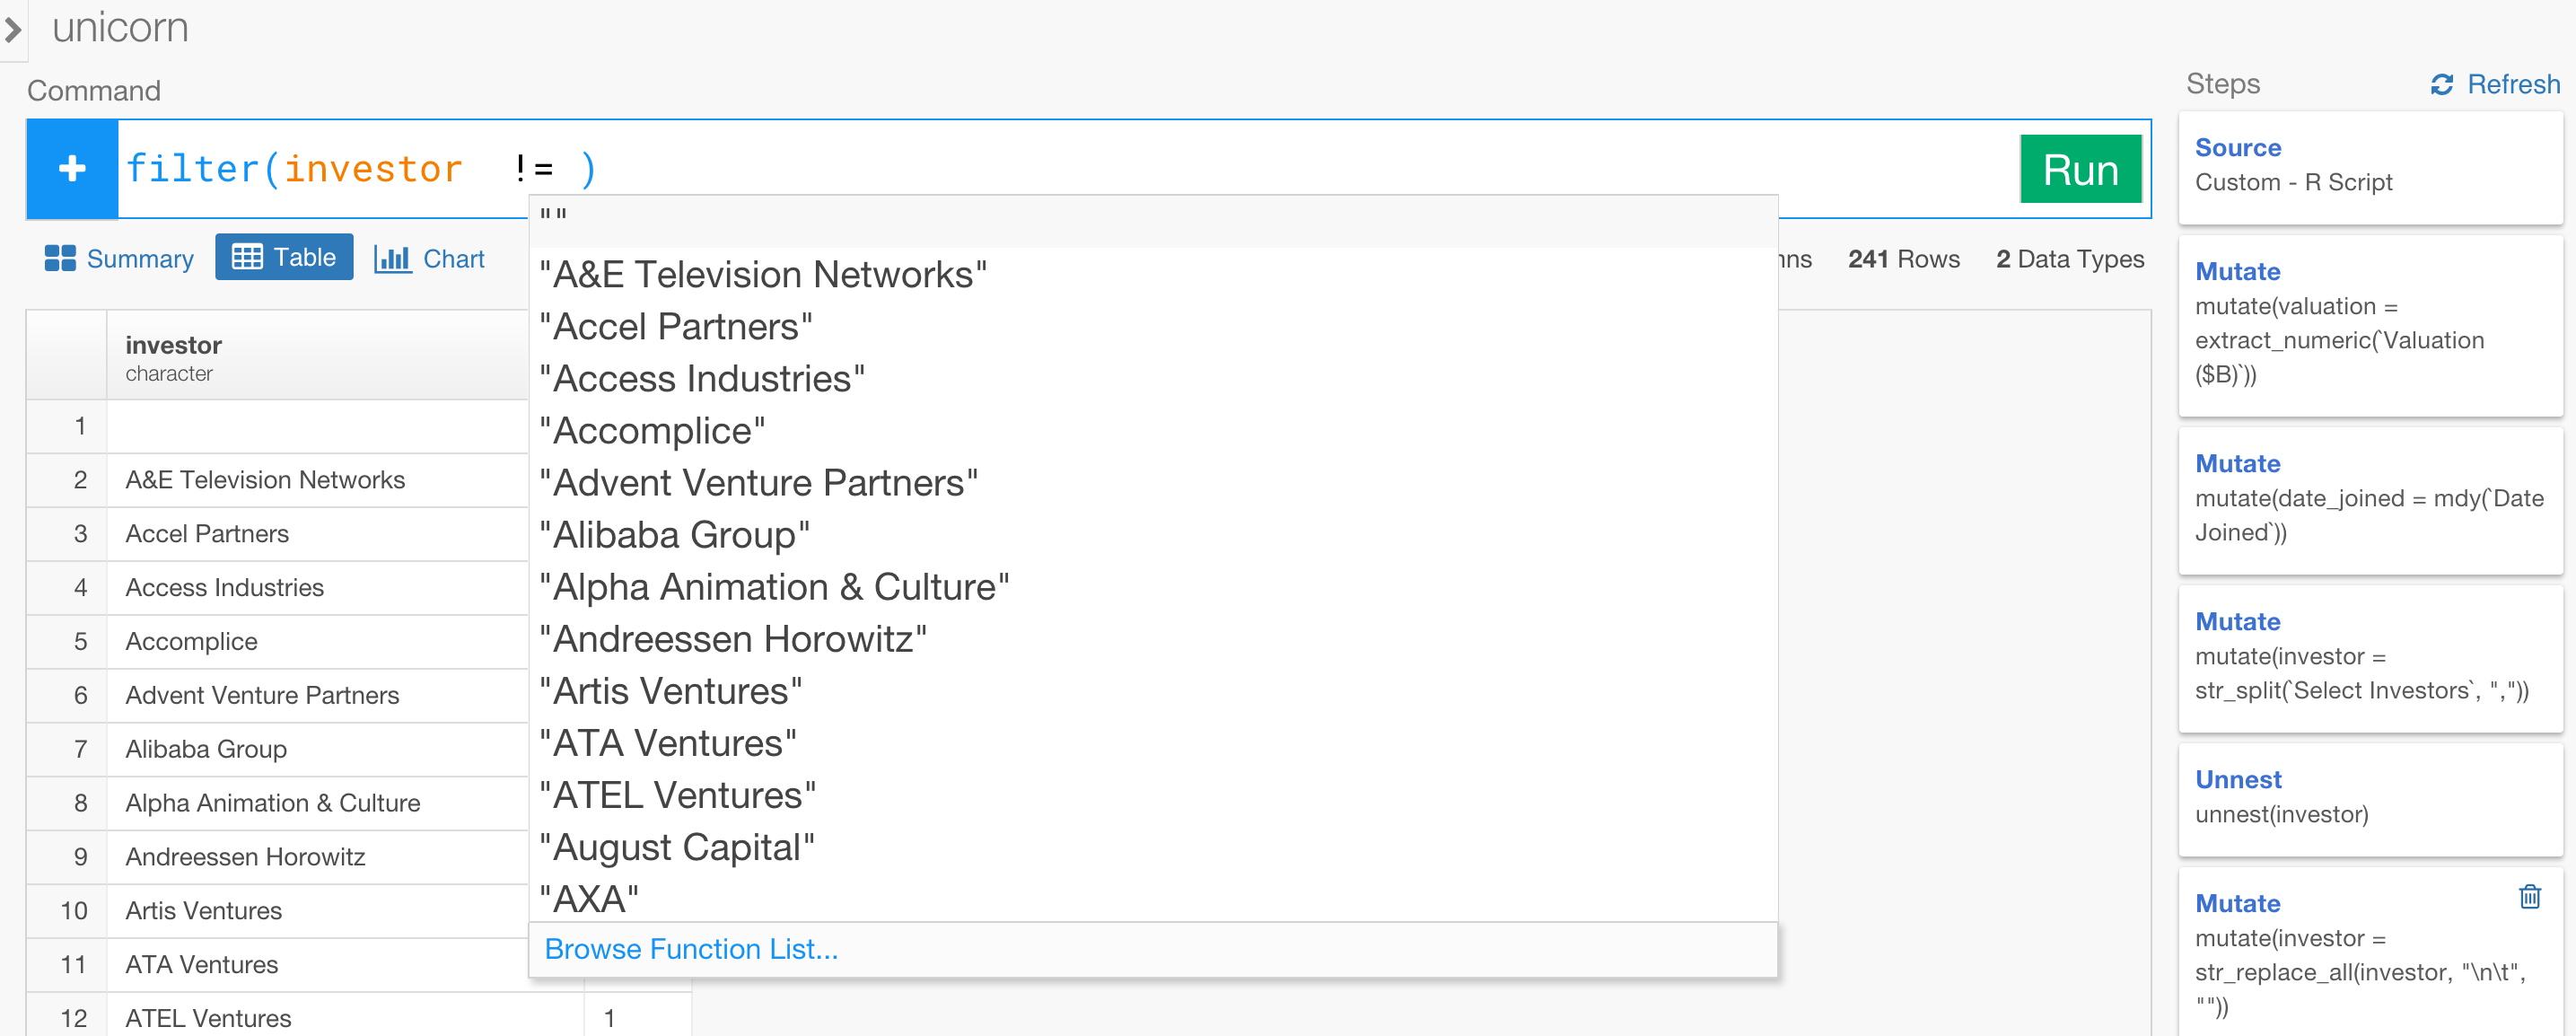 unicorn
Command
filter(investor != )
Run
Summary
Table
Chart
241 Rows
2 Data Types
investor
character
1
2 A&E Television Networks
3 Accel Partners
4 Access Industries
5 Accomplice
6 Advent Venture Partners
7 Alibaba Group
8 Alpha Animation & Culture
9 Andreessen Horowitz
10 Artis Ventures
11 ATA Ventures
12 ATEL Ventures 1
""
"A&E Television Networks"
"Accel Partners"
"Access Industries"
"Accomplice"
"Advent Venture Partners"
"Alibaba Group"
"Alpha Animation & Culture"
"Andreessen Horowitz"
"Artis Ventures"
"ATA Ventures"
"ATEL Ventures"
"August Capital"
"AXA"
Browse Function List...
Steps
Refresh
Source
Custom - R Script
Mutate
mutate(valuation =
extract_numeric(`Valuation
($B)`))
Mutate
mutate(date_joined = mdy(`Date
Joined`))
Mutate
mutate(investor =
str_split(`Select Investors`, ","))
Unnest
unnest(investor)
Mutate
mutate(investor =
str_replace_all(investor, "\n\t",
""))